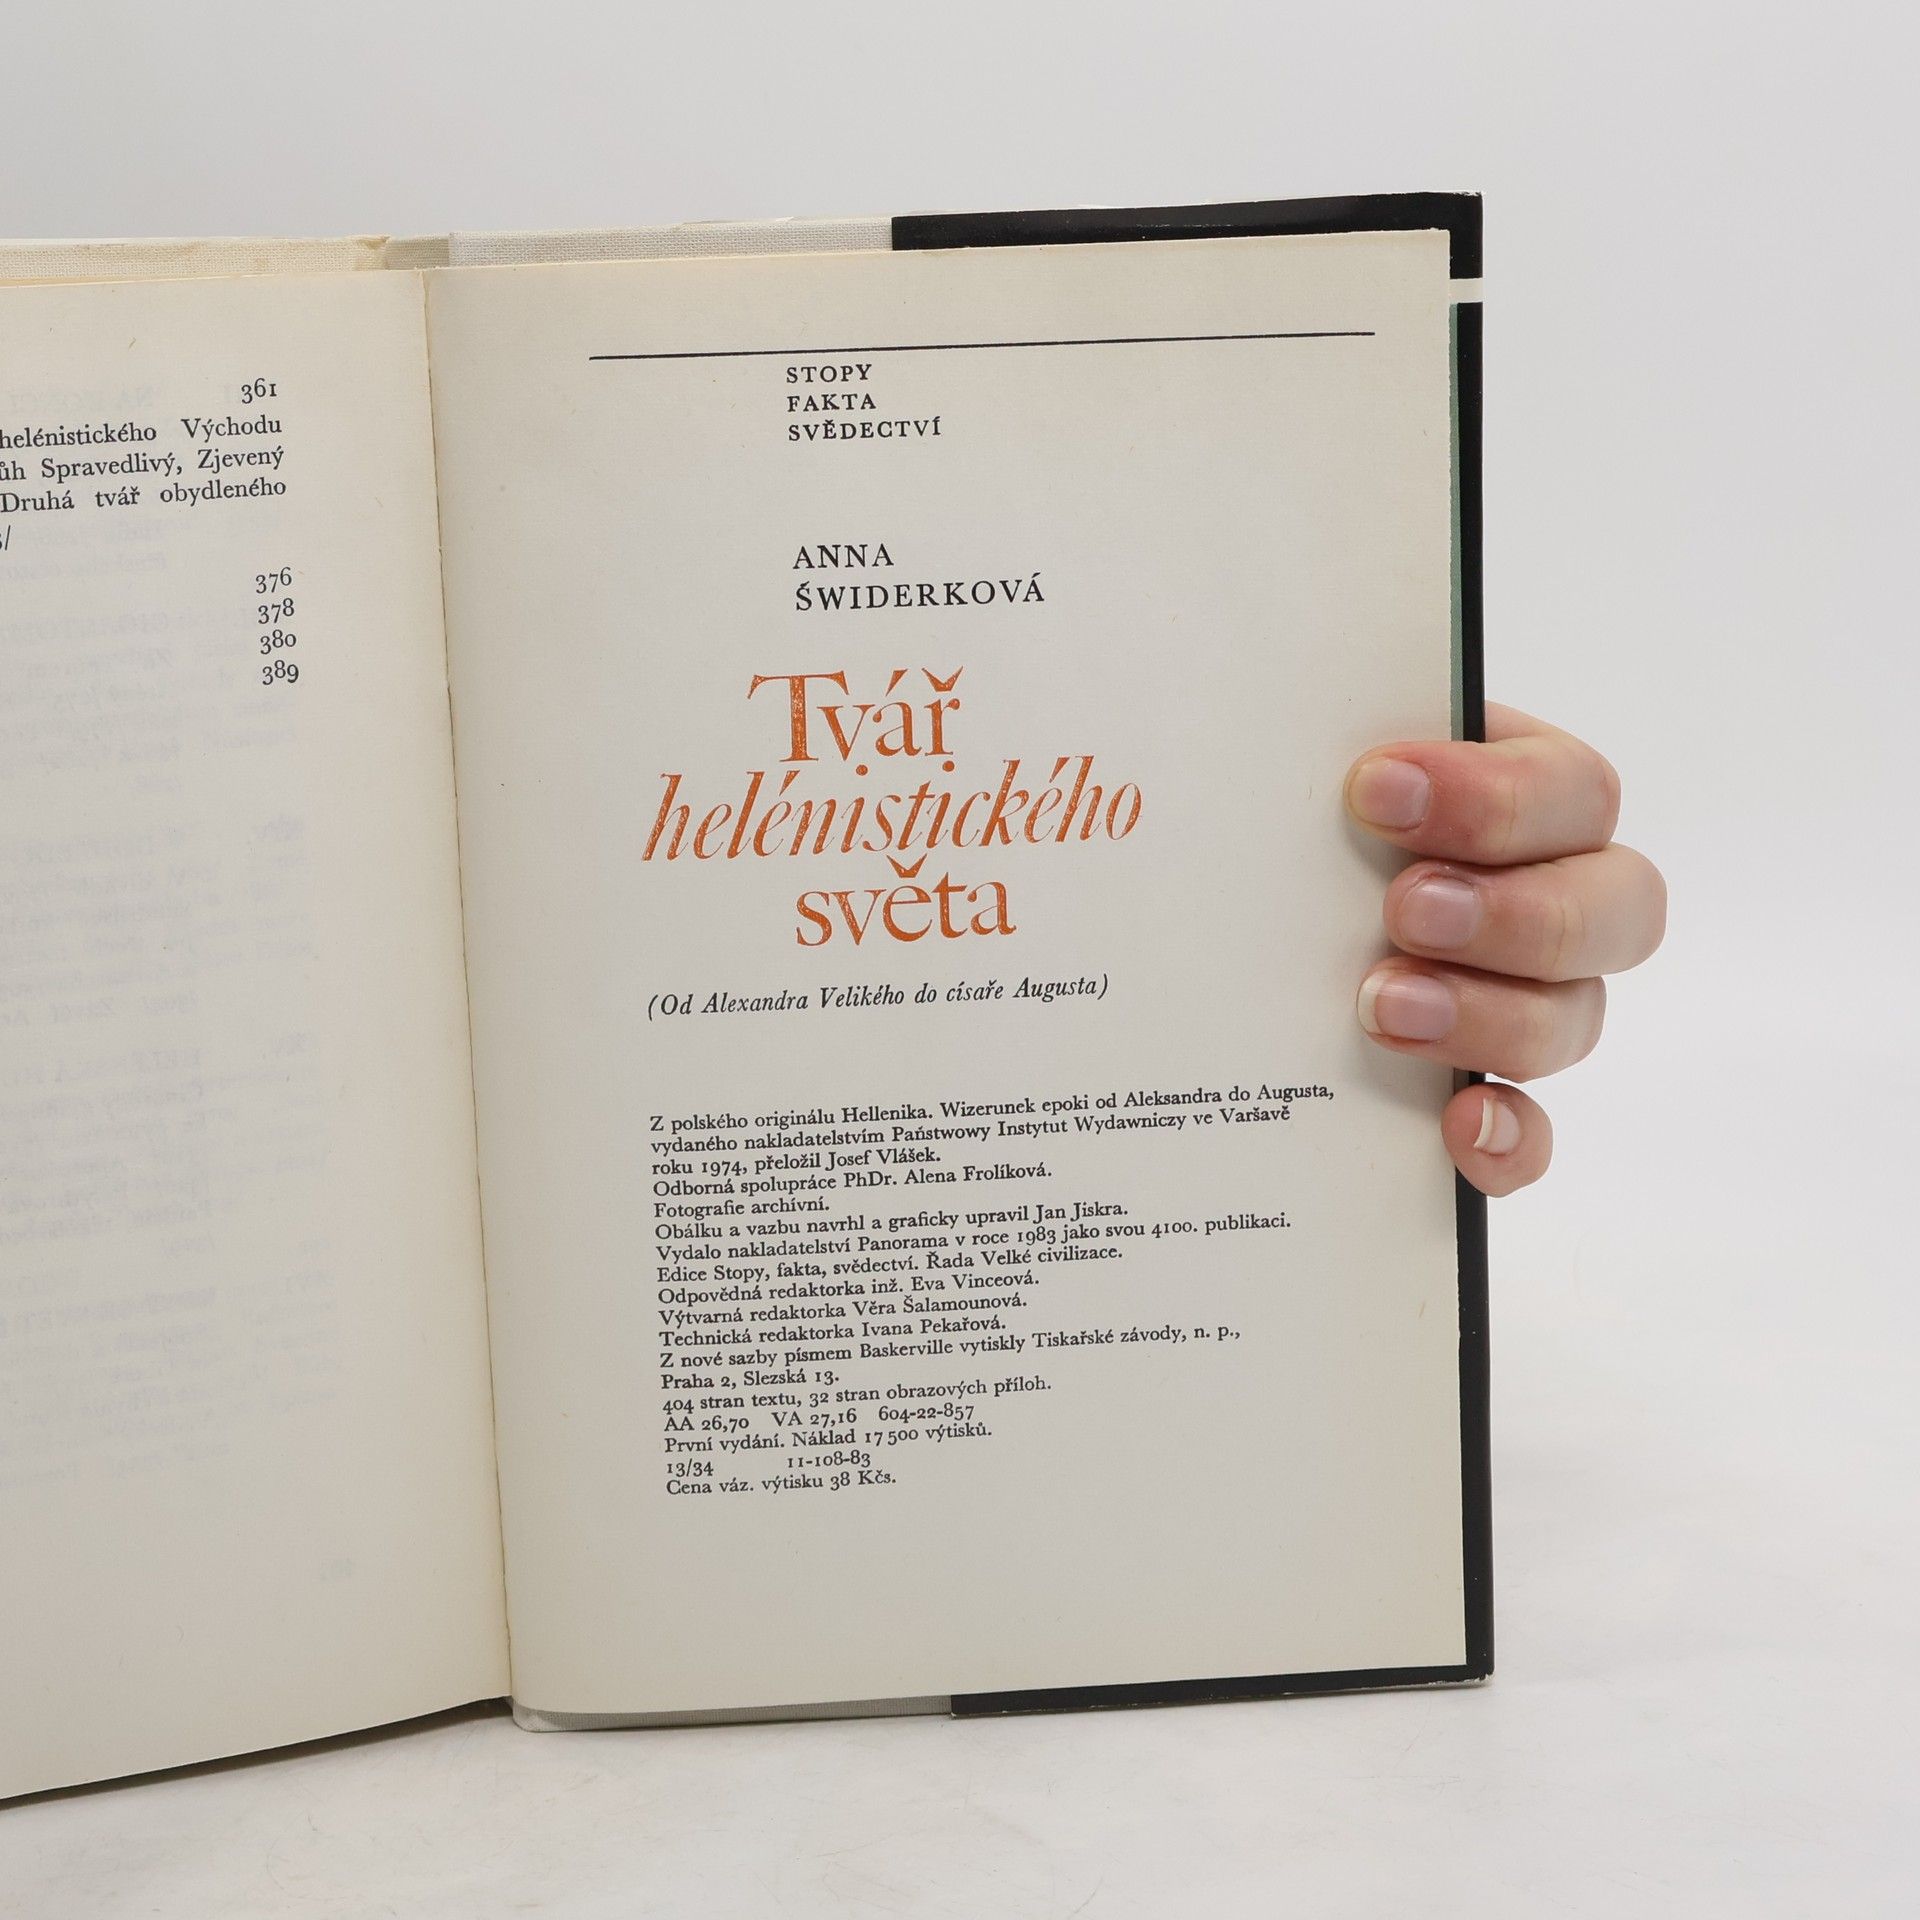 361
helénistického Východu
ůh Spravedlivý, Zjevený
Druhá tvář obydleného
/
376
378
380
389
STOPY
FAKTA
SVĚDECTVÍ
ANNA
ŚWIDERKOVÁ
Tvář
helénistického
světa
(Od Alexandra Velikého do císaře Augusta)
Z polského originálu Hellenika. Wizerunek epoki od Aleksandra do Augusta,
vydaného nakladatelstvím Państwowy Instytut Wydawniczy ve Varšavě
roku 1974, přeložil Josef Vlášek.
Odborná spolupráce PhDr. Alena Frolíková.
Fotografie archívní.
Obálku a vazbu navrhl a graficky upravil Jan Jiskra.
Vydalo nakladatelství Panorama v roce 1983 jako svou 4100. publikaci.
Edice Stopy, fakta, svědectví. Řada Velké civilizace.
Odpovědná redaktorka inž. Eva Vinceová.
Výtvarná redaktorka Věra Šalamounová.
Technická redaktorka Ivana Pekařová.
Z nové sazby písmem Baskerville vytiskly Tiskařské závody, n. p.,
Praha 2, Slezská 13.
404 stran textu, 32 stran obrazových příloh.
AA 26,70 VA 27,16 604-22-857
První vydání. Náklad 17 500 výtisků.
13/34 11-108-83
Cena váz. výtisku 38 Kčs.